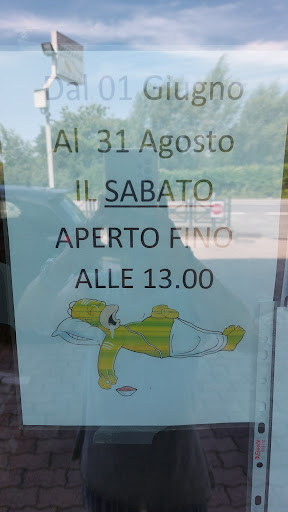 Dal 01 Giugno
Al 31 Agosto
IL SABATO
APERTO FINO
ALLE 13.00